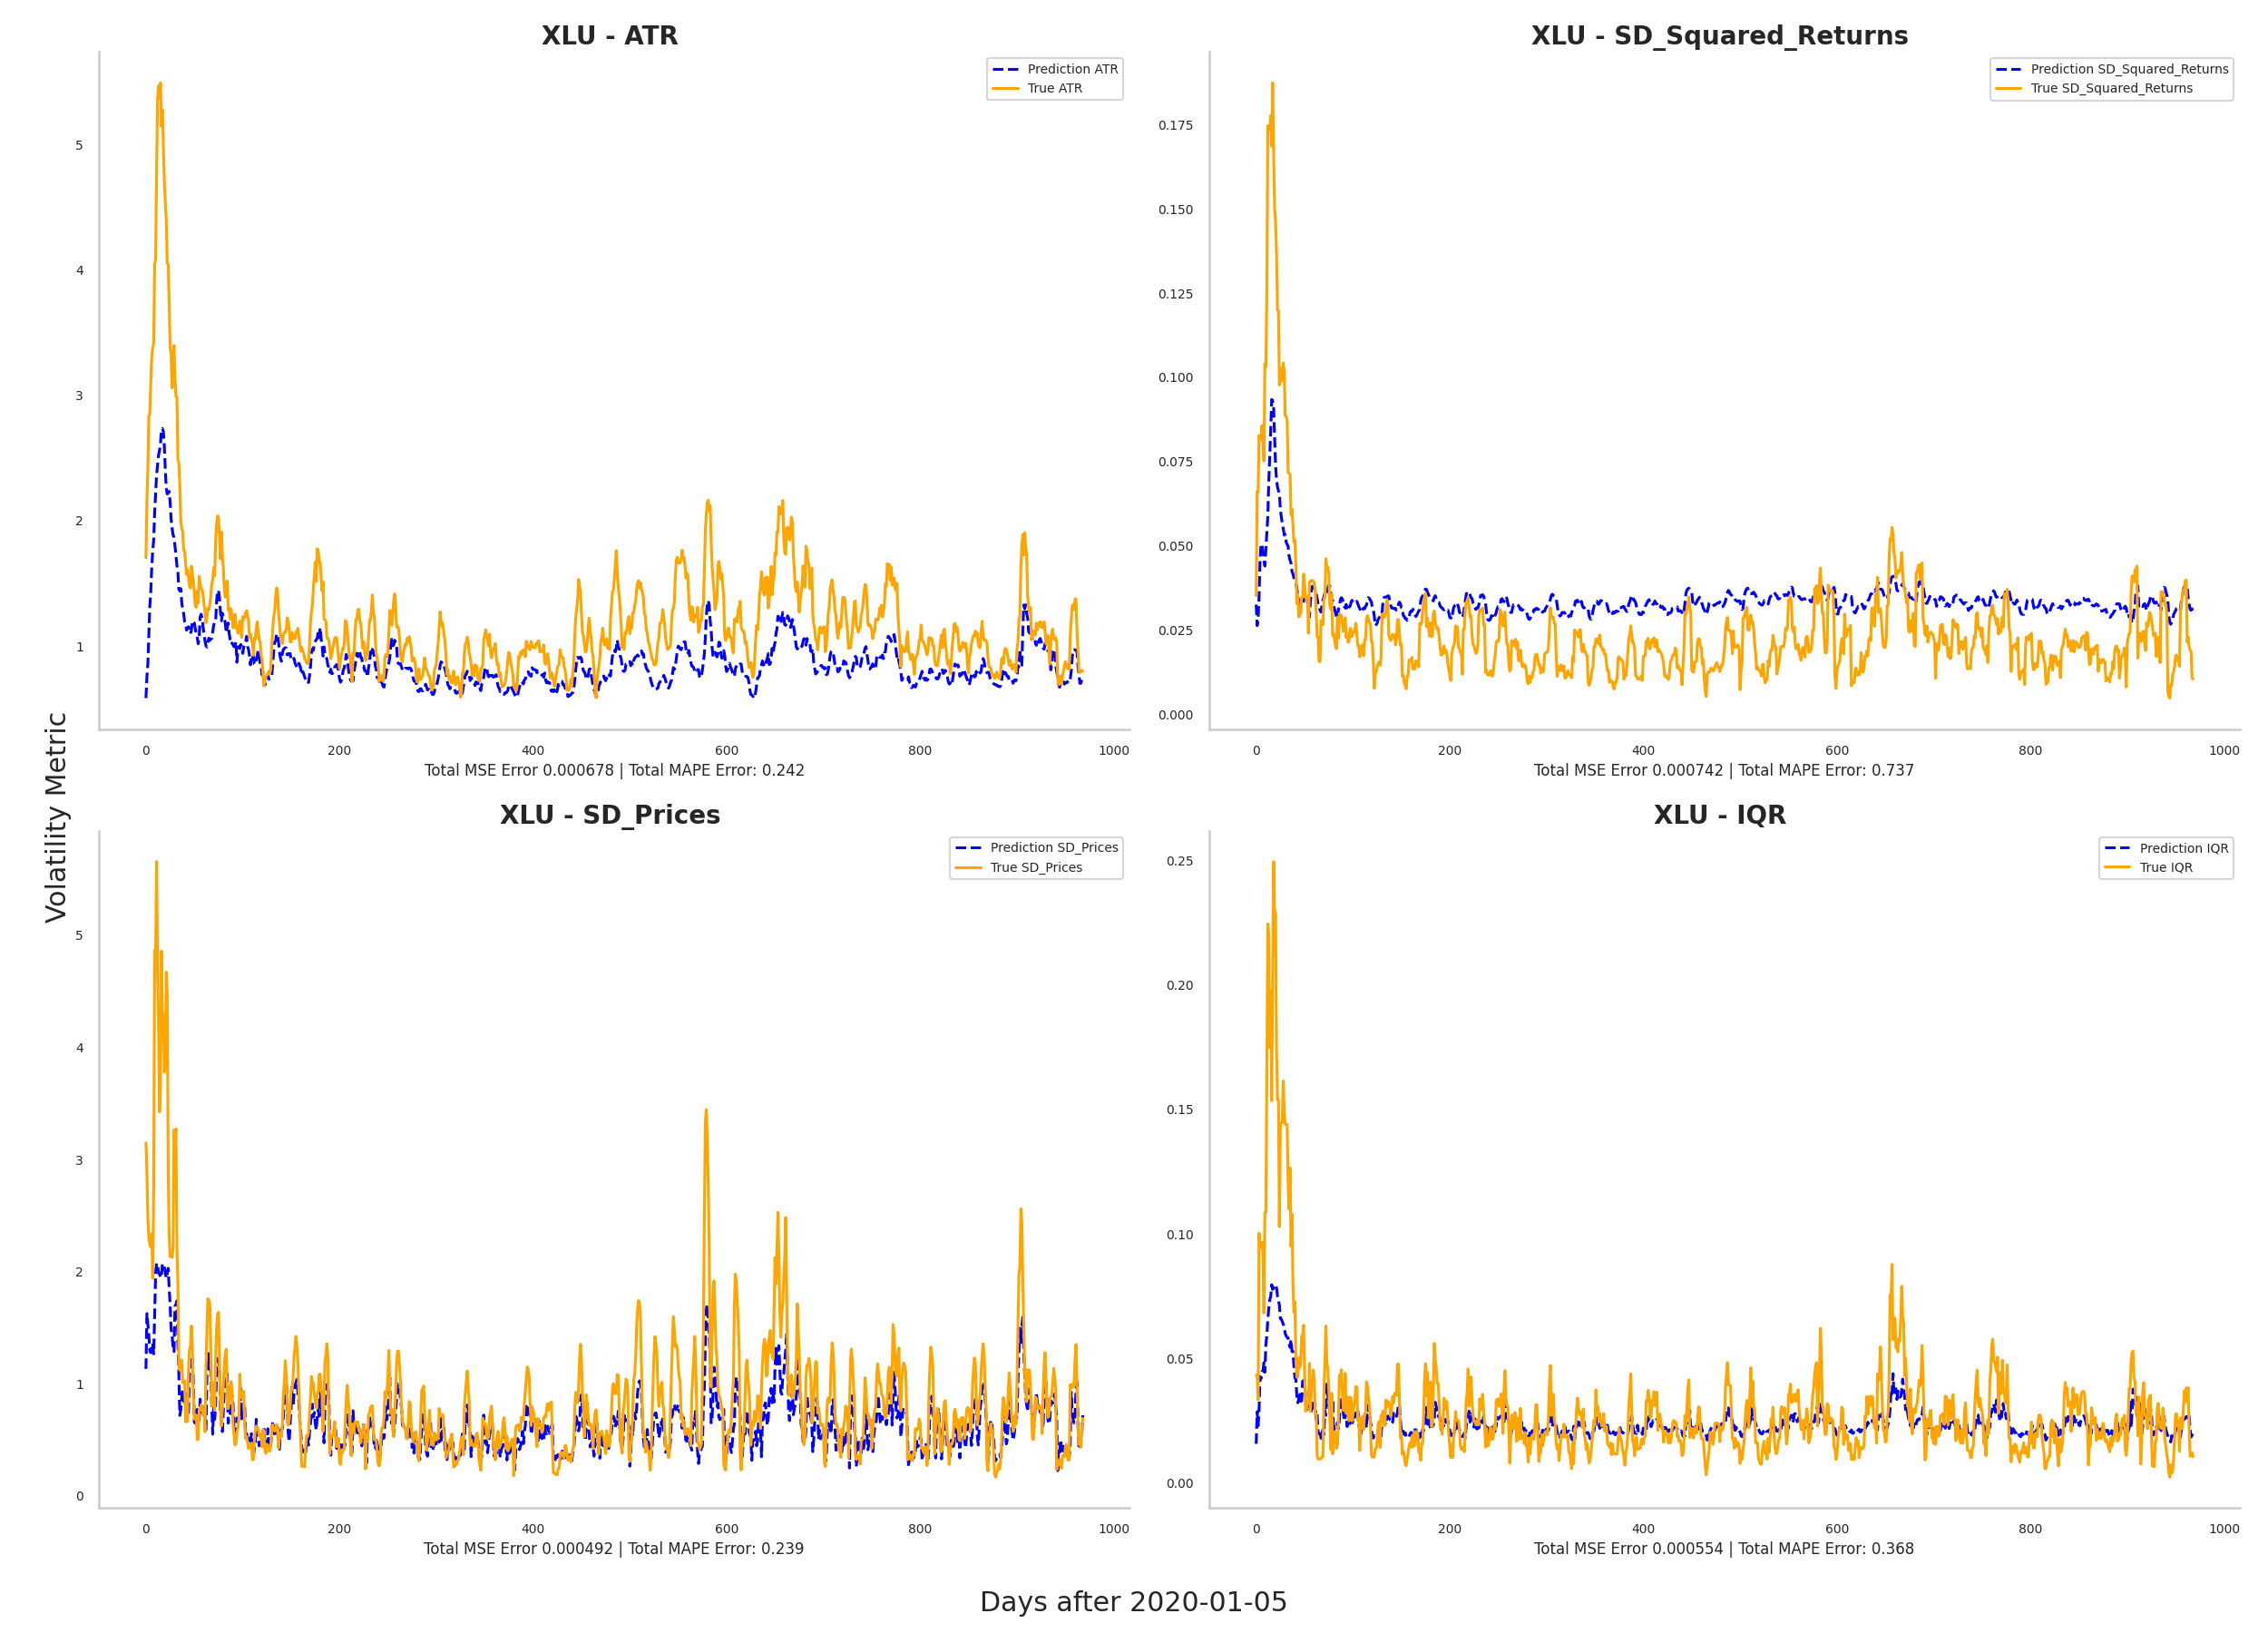 XLU - ATR
Prediction ATR
True ATR
5
4
3
2
1
0 200 400 600 800 1000
Total MSE Error 0.000678 | Total MAPE Error: 0.242
XLU - SD_Squared_Returns
Prediction SD_Squared_Returns
True SD_Squared_Returns
0.175
0.150
0.125
0.100
0.075
0.050
0.025
0.000
0 200 400 600 800 1000
Total MSE Error 0.000742 | Total MAPE Error: 0.737
Volatility Metric
XLU - SD_Prices
Prediction SD_Prices
True SD_Prices
5
4
3
2
1
0
0 200 400 600 800 1000
Total MSE Error 0.000492 | Total MAPE Error: 0.239
XLU - IQR
Prediction IQR
True IQR
0.25
0.20
0.15
0.10
0.05
0.00
0 200 400 600 800 1000
Total MSE Error 0.000554 | Total MAPE Error: 0.368
Days after 2020-01-05